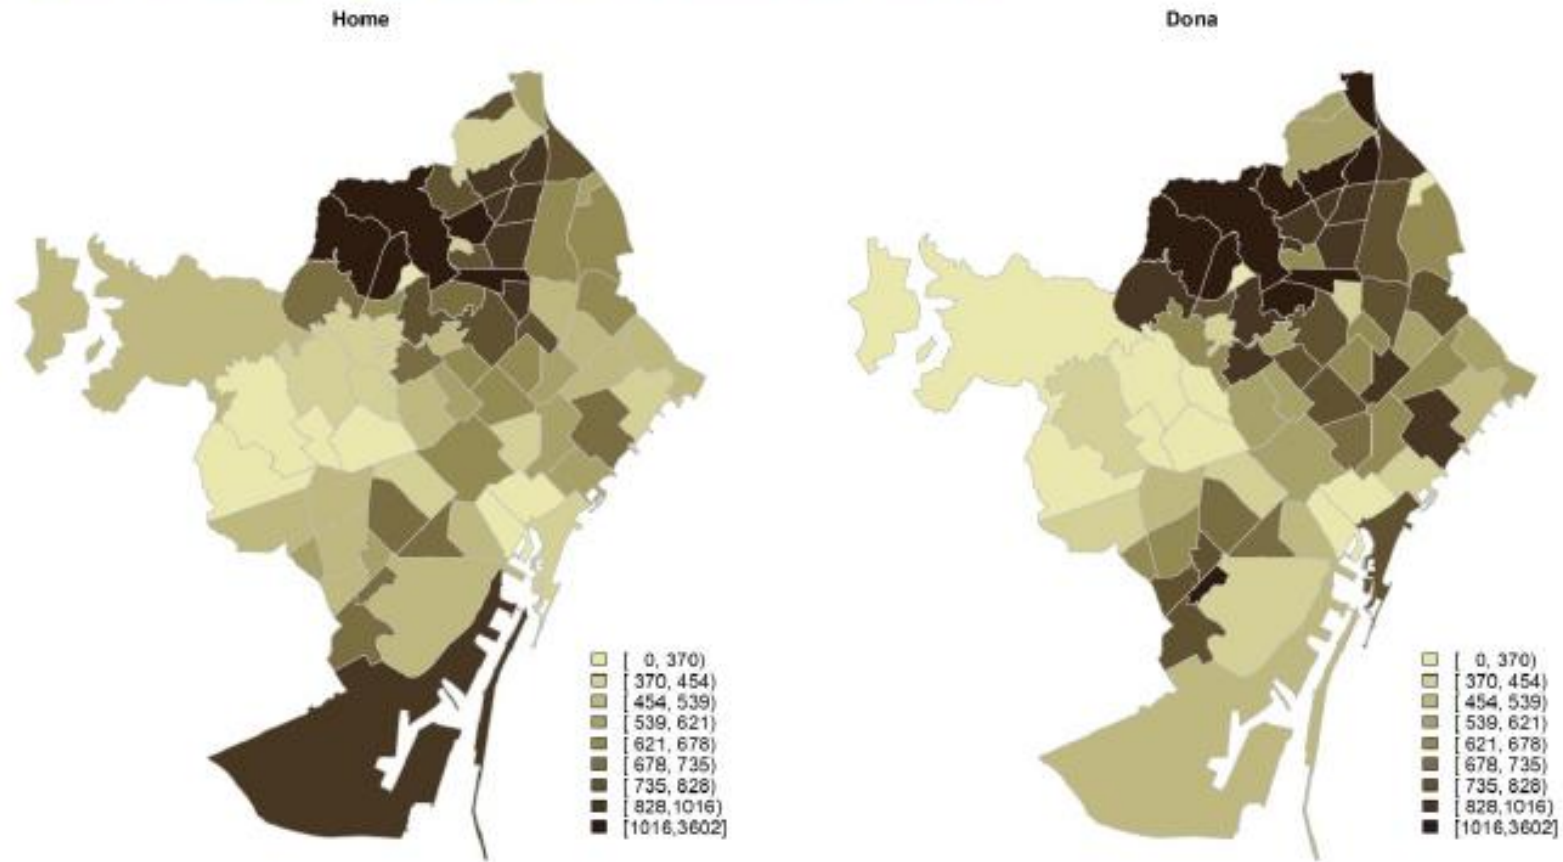 Home
Dona
[ 0, 370)
[ 370, 454)
[ 454, 539)
[ 539, 621)
[ 621, 678)
[ 678, 735)
[ 735, 828)
[ 828,1016)
[1016,3602]
[ 0, 370)
[ 370, 454)
[ 454, 539)
[ 539, 621)
[ 621, 678)
[ 678, 735)
[ 735, 828)
[ 828,1016)
[1016,3602]